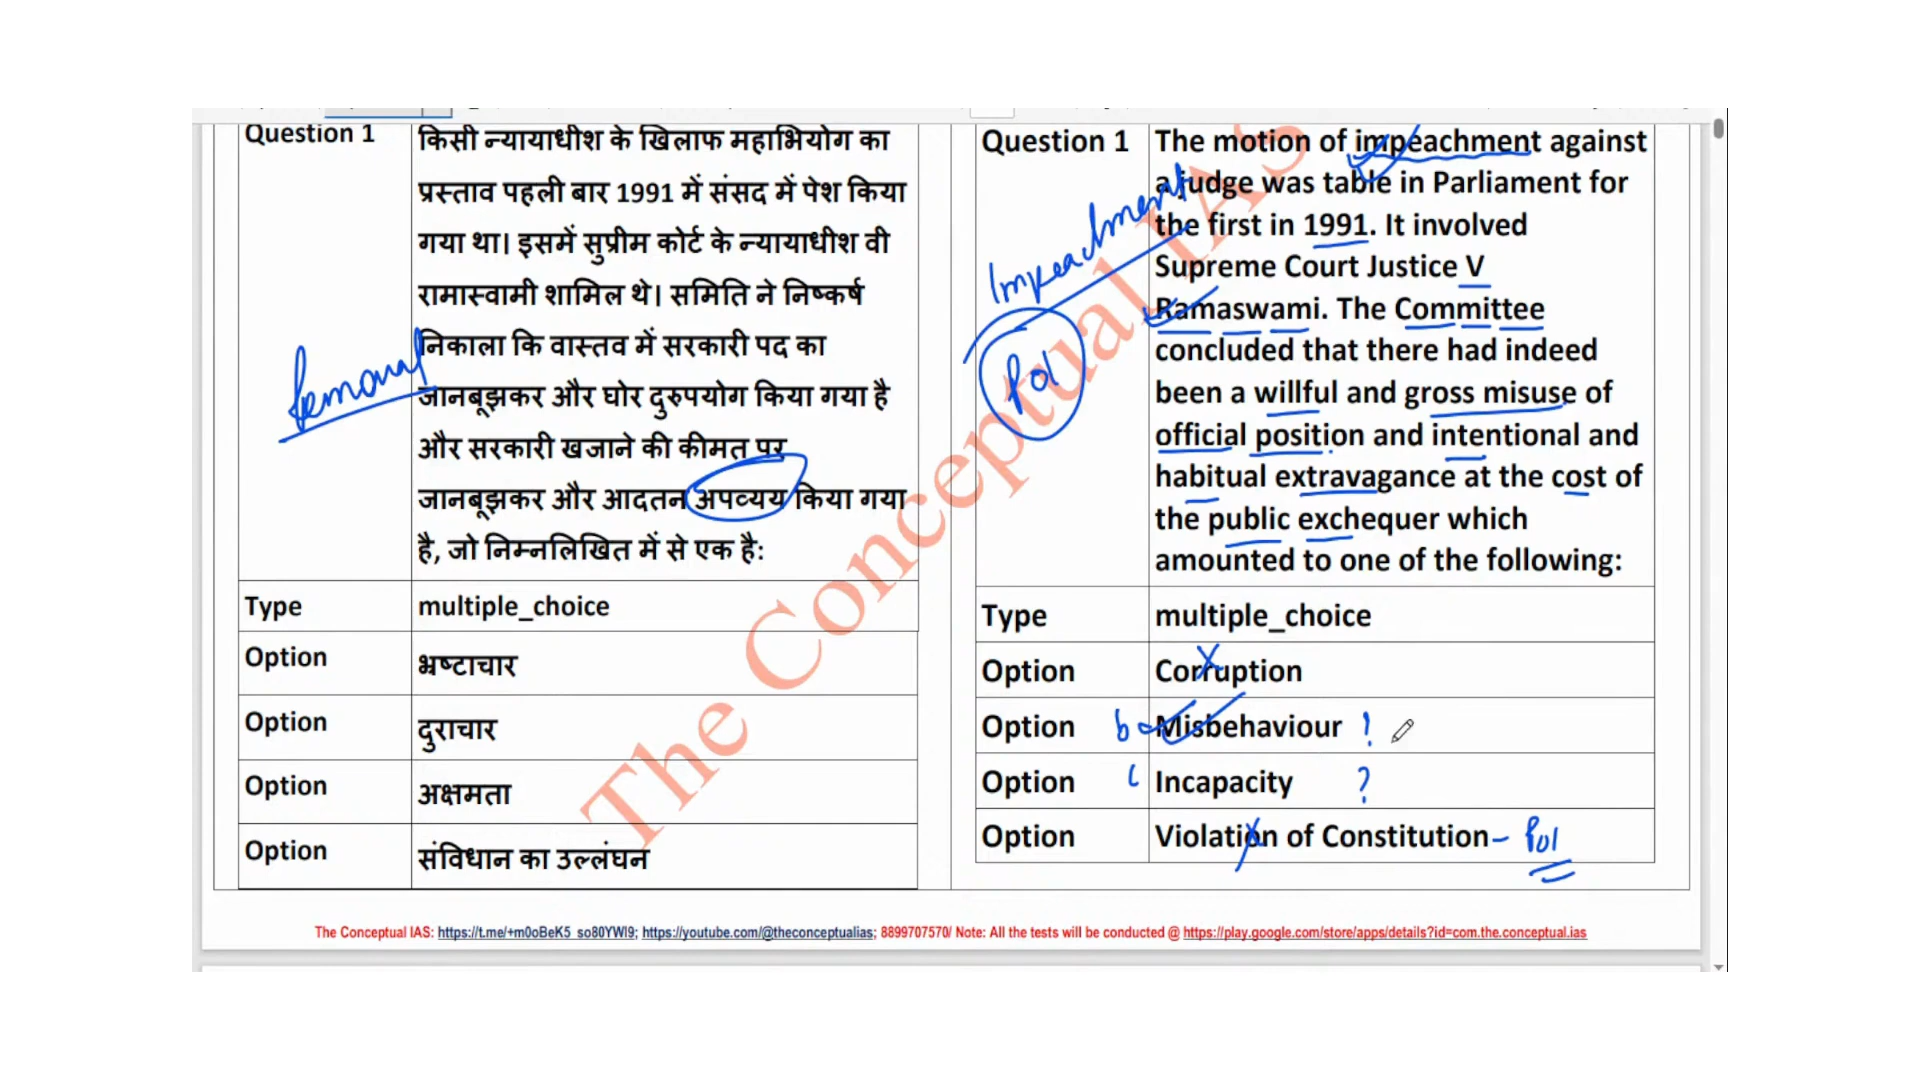 Question 1
किसी न्यायाधीश के खिलाफ महाभियोग का
प्रस्ताव पहली बार 1991 में संसद में पेश किया
गया था। इसमें सुप्रीम कोर्ट के न्यायाधीश वी
रामास्वामी शामिल थे। समिति ने निष्कर्ष
निकाला कि वास्तव में सरकारी पद का
जानबूझकर और घोर दुरुपयोग किया गया है
और सरकारी खजाने की कीमत पर
जानबूझकर और आदतन अपव्यय किया गया
है, जो निम्नलिखित में से एक है:
Type multiple_choice
Option भ्रष्टाचार
Option दुराचार
Option अक्षमता
Option संविधान का उल्लंघन
Removal
Question 1
The motion of impeachment against
a judge was table in Parliament for
the first in 1991. It involved
Supreme Court Justice V
Ramaswami. The Committee
concluded that there had indeed
been a willful and gross misuse of
official position and intentional and
habitual extravagance at the cost of
the public exchequer which
amounted to one of the following:
Type multiple_choice
Option Corruption
Option b Misbehaviour !
Option c Incapacity ?
Option Violation of Constitution - PoI
Impeachment
PoI
The Conceptual IAS
The Conceptual IAS: https://t.me/+m0oBeK5_so80YWI9; https://youtube.com/@theconceptualias; 8899707570/ Note: All the tests will be conducted @ https://play.google.com/store/apps/details?id=com.the.conceptual.ias